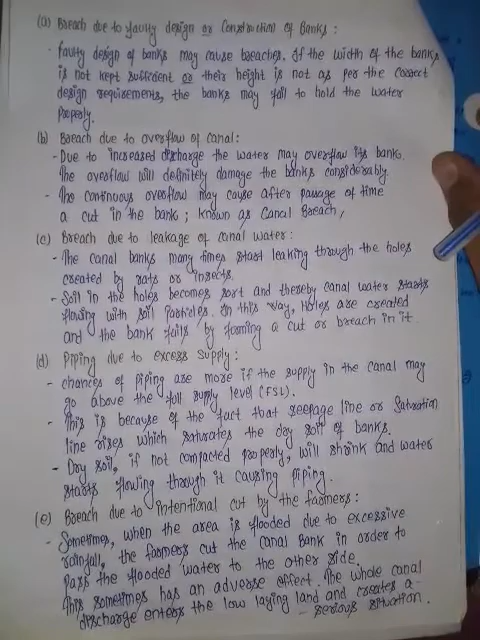 (a) Breach due to faulty design or construction of Banks :
- Faulty design of banks may cause breaches. If the width of the banks
is not kept sufficient or their height is not as per the correct
design requirements, the banks may fail to hold the water
properly.
(b) Breach due to overflow of canal:
- Due to increased discharge the water may overflow its bank.
The overflow will definitely damage the banks considerably
- The continuous overflow may cause after passage of time
a cut in the bank; known as Canal Breach,
(c) Breach due to leakage of canal water:
- The canal banks many times start leaking through the holes
created by rats or insects.
- Soil in the holes becomes sort and thereby canal water starts
flowing with soil particles. In this way, Holes are created
and the bank fails by forming a cut or breach in it
(d) Piping due to excess supply:
- chances of piping are more if the supply in the canal may
go above the full supply level (FSL).
- This is because of the fact that seepage line or saturation
line rises which saturates the dry soil of banks.
- Dry soil, if not compacted properly, will shrink and water
starts flowing through it causing piping.
(e) Breach due to intentional cut by the farmers:
- Sometimes, when the area is flooded due to excessive
rainfall, the farmers cut the canal Bank in order to
pass the flooded water to the other side.
This sometimes has an adverse effect. The whole canal
discharge enters the low laying land and creates a
- serious situation.